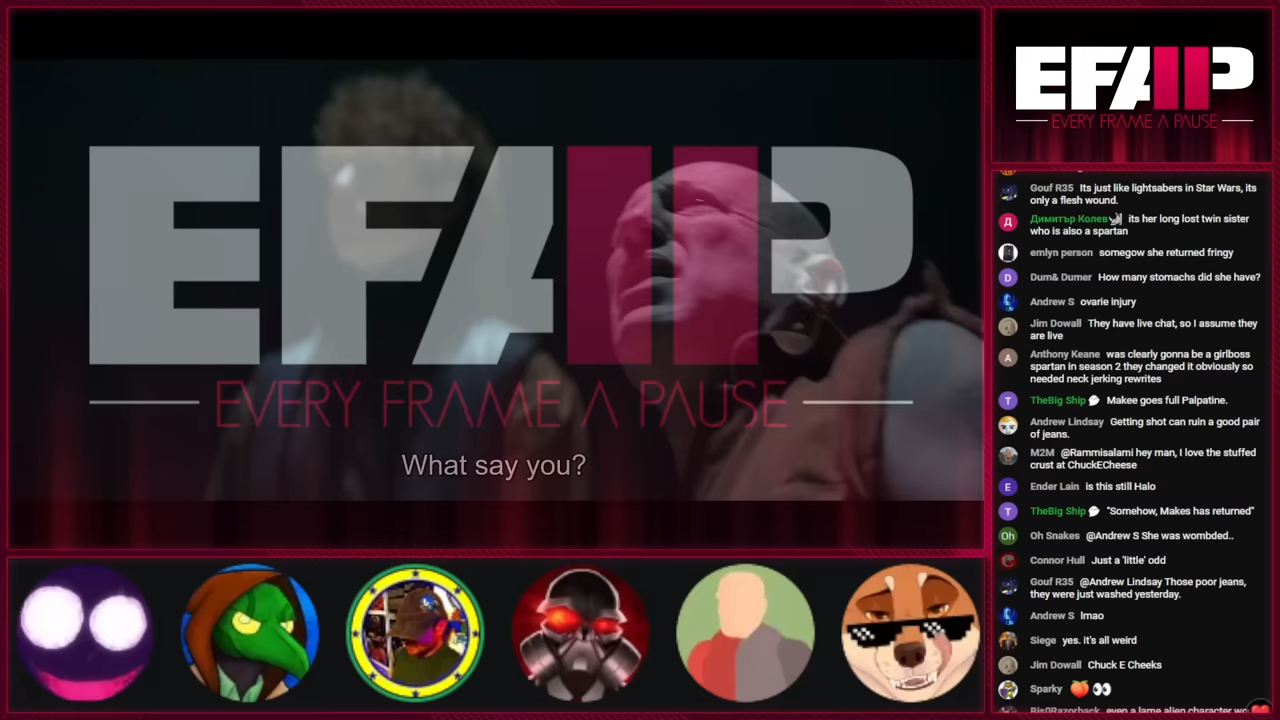 EFAP
EVERY FRAME A PAUSE
What say you?
EFAP
EVERY FRAME A PAUSE
Gouf R35 Its just like lightsabers in Star Wars, its
only a flesh wound.
Димитър Колев its her long lost twin sister
who is also a spartan
emlyn person somegow she returned fringy
Dum& Dumer How many stomachs did she have?
Andrew S ovarie injury
Jim Dowall They have live chat, so I assume they
are live
Anthony Keane was clearly gonna be a girlboss
spartan in season 2 they changed it obviously so
needed neck jerking rewrites
TheBig Ship Makee goes full Palpatine.
Andrew Lindsay Getting shot can ruin a good pair
of jeans.
M2M @Rammisalami hey man, I love the stuffed
crust at ChuckECheese
Ender Lain is this still Halo
TheBig Ship "Somehow, Makes has returned"
Oh Snakes @Andrew S She was wombded..
Connor Hull Just a 'little' odd
Gouf R35 @Andrew Lindsay Those poor jeans,
they were just washed yesterday.
Andrew S lmao
Siege yes. it's all weird
Jim Dowall Chuck E Cheeks
Sparky 🍑 👀
even a lame alien character